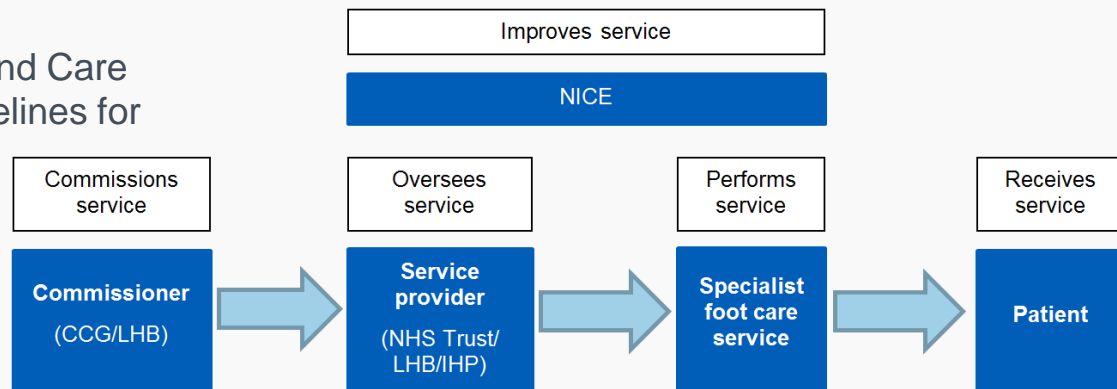 Improves service
NICE
nd Care
elines for
Commissions
service
Oversees
service
Performs
service
Receives
service
Commissioner
(CCG/LHB)
Service
provider
(NHS Trust/
LHB/IHP)
Specialist
foot care
service
Patient